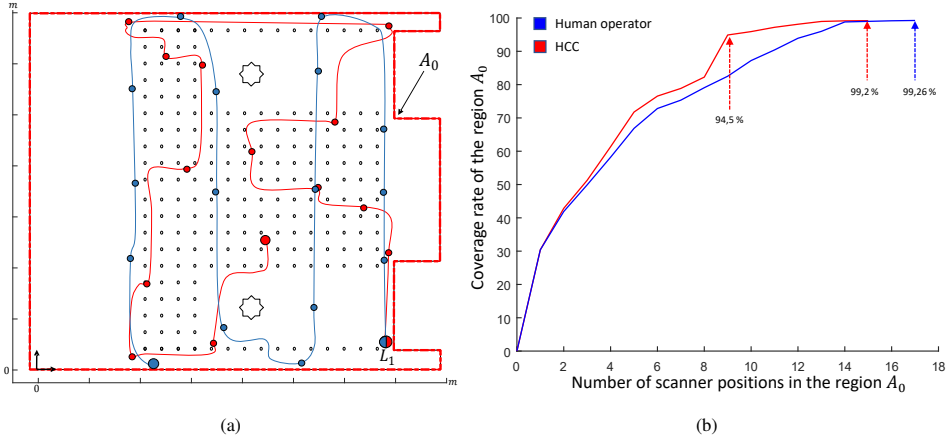 m
A₀
L₁
0
0
m
(a)
Human operator
HCC
100
90
80
70
60
50
40
30
20
10
0
Coverage rate of the region A₀
94,5 %
99,2 %
99,26 %
0 2 4 6 8 10 12 14 16 18
Number of scanner positions in the region A₀
(b)